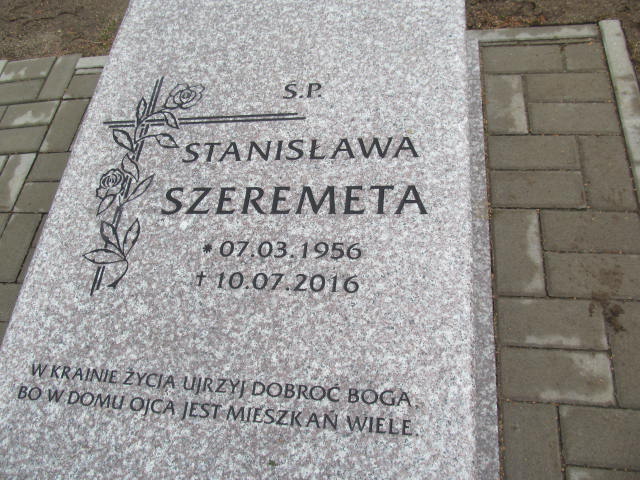 Ś.P.
STANISŁAWA
SZEREMETA
* 07.03.1956
† 10.07.2016
W KRAINIE ŻYCIA UJRZYJ DOBROĆ BOGA,
BO W DOMU OJCA JEST MIESZKAŃ WIELE.